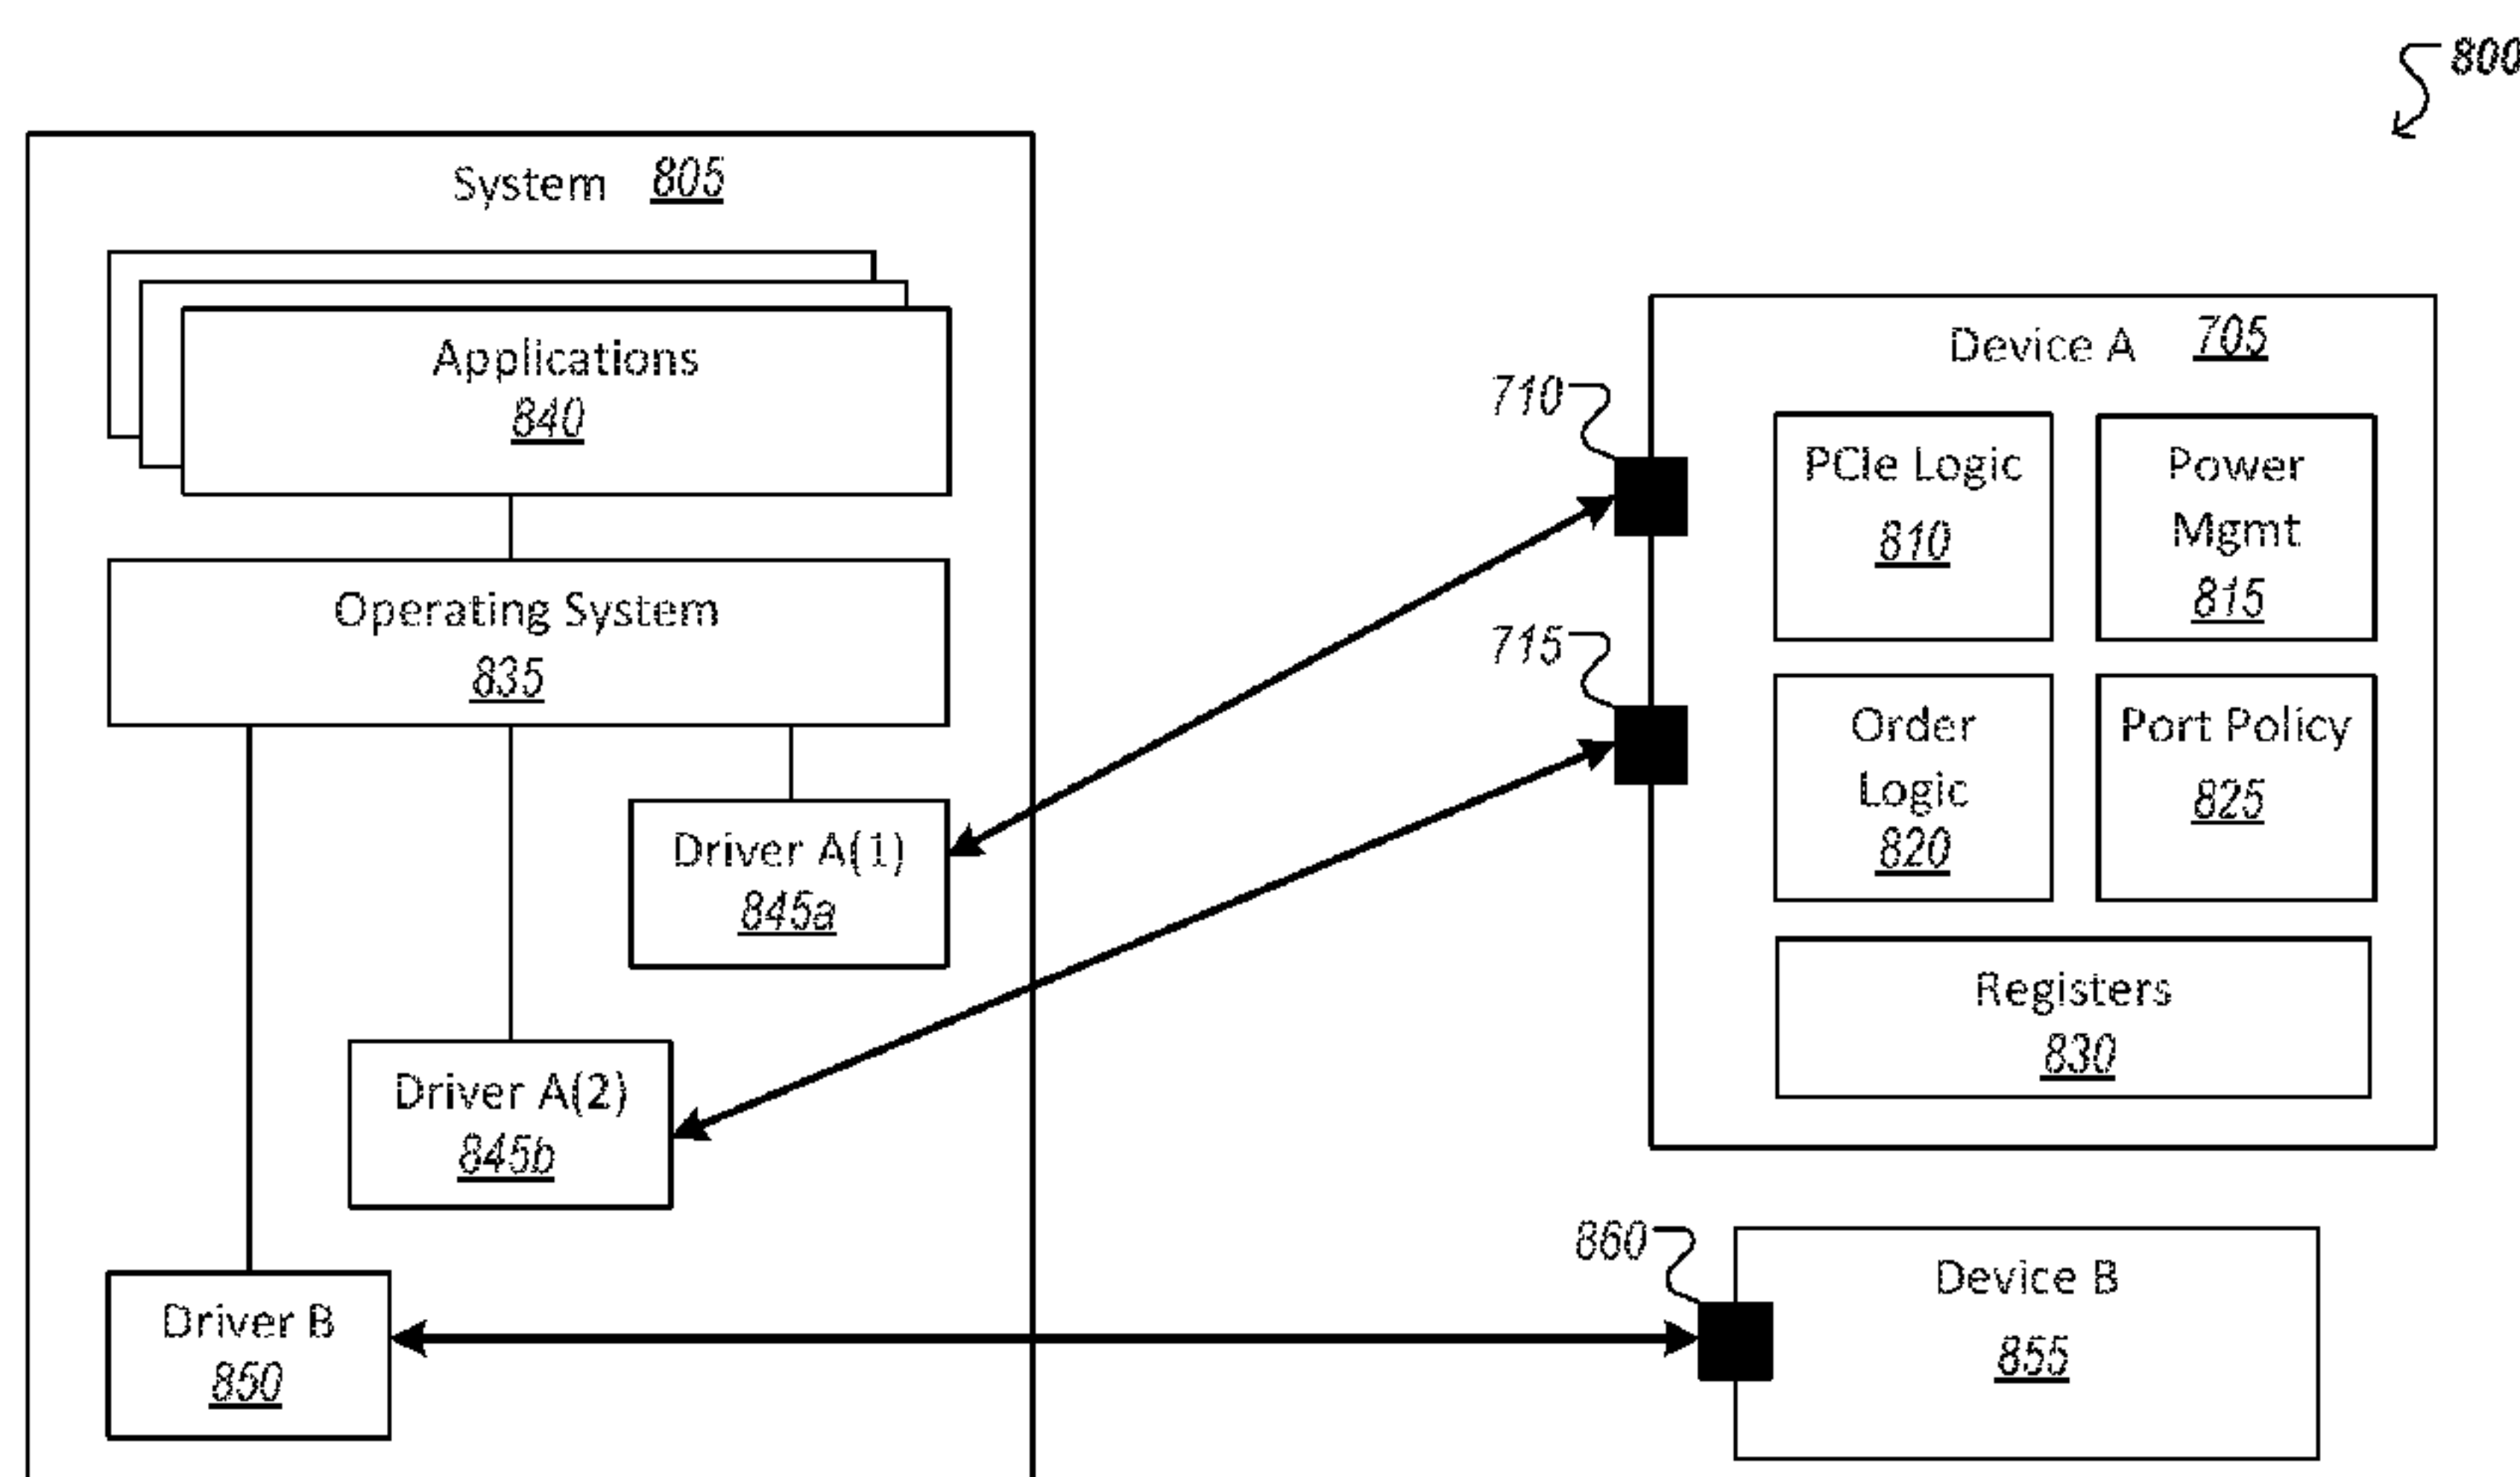 800
System 805
Applications
840
Operating System
835
Driver A(1)
845a
Driver A(2)
845b
Driver B
850
710
715
Device A 705
PCIe Logic
810
Power
Mgmt
815
Order
Logic
820
Port Policy
825
Registers
830
860
Device B
855